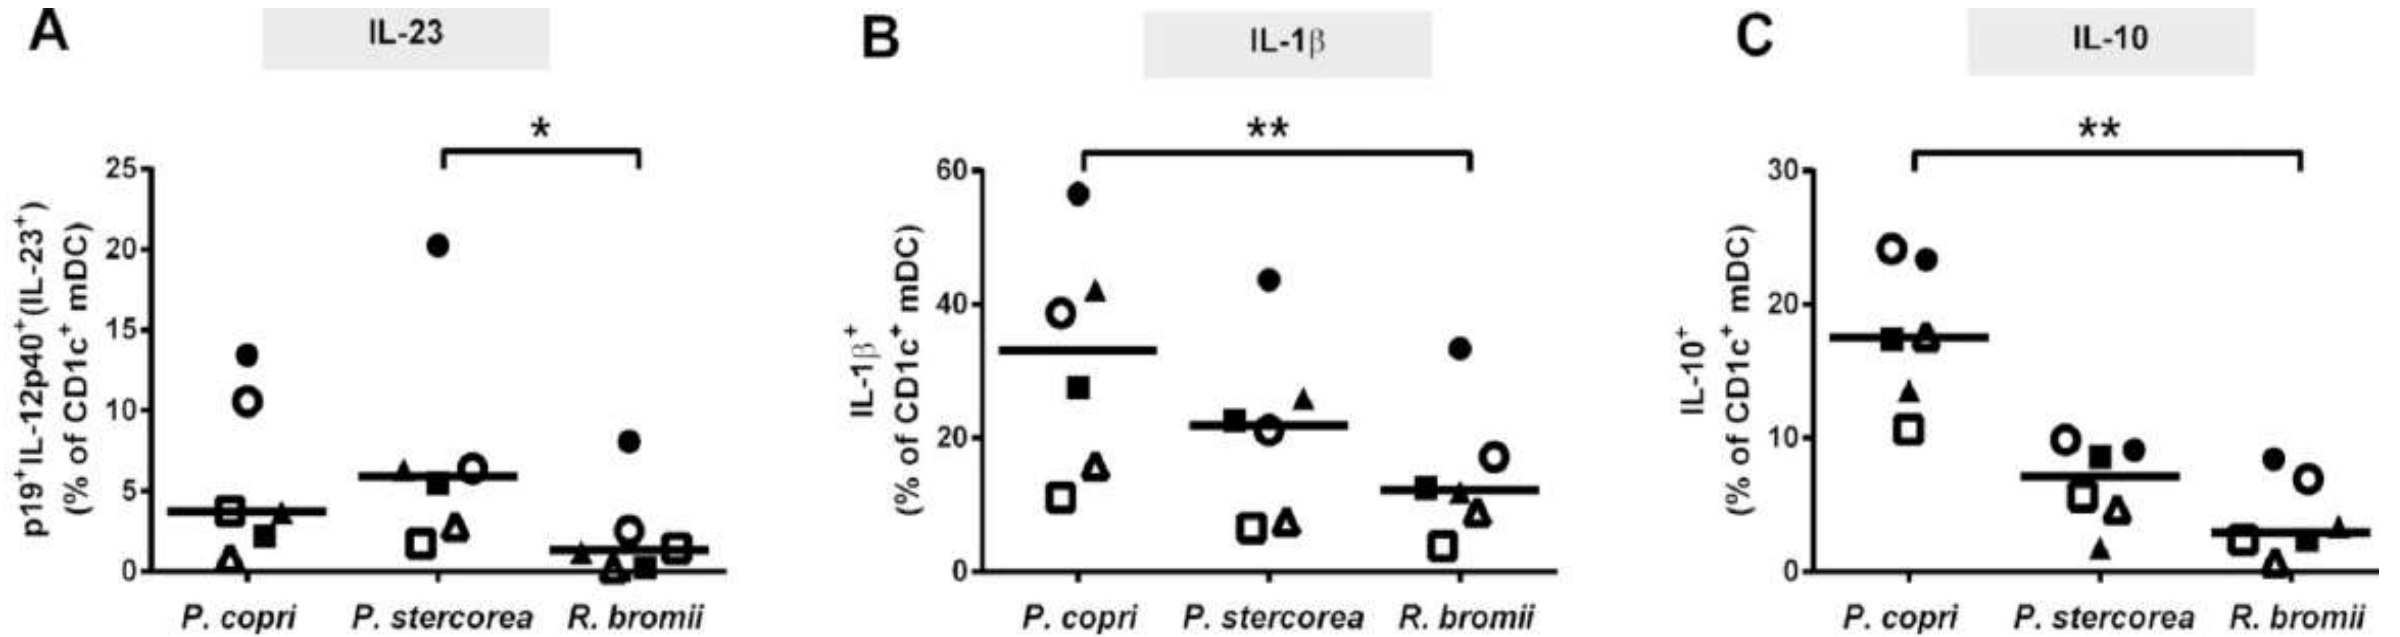 A
IL-23
*
p19⁺IL-12p40⁺(IL-23⁺)
(% of CD1c⁺ mDC)
25
20
15
10
5
0
P. copri
P. stercorea
R. bromii
B
IL-1β
**
IL-1β⁺
(% of CD1c⁺ mDC)
60
40
20
0
P. copri
P. stercorea
R. bromii
C
IL-10
**
IL-10⁺
(% of CD1c⁺ mDC)
30
20
10
0
P. copri
P. stercorea
R. bromii